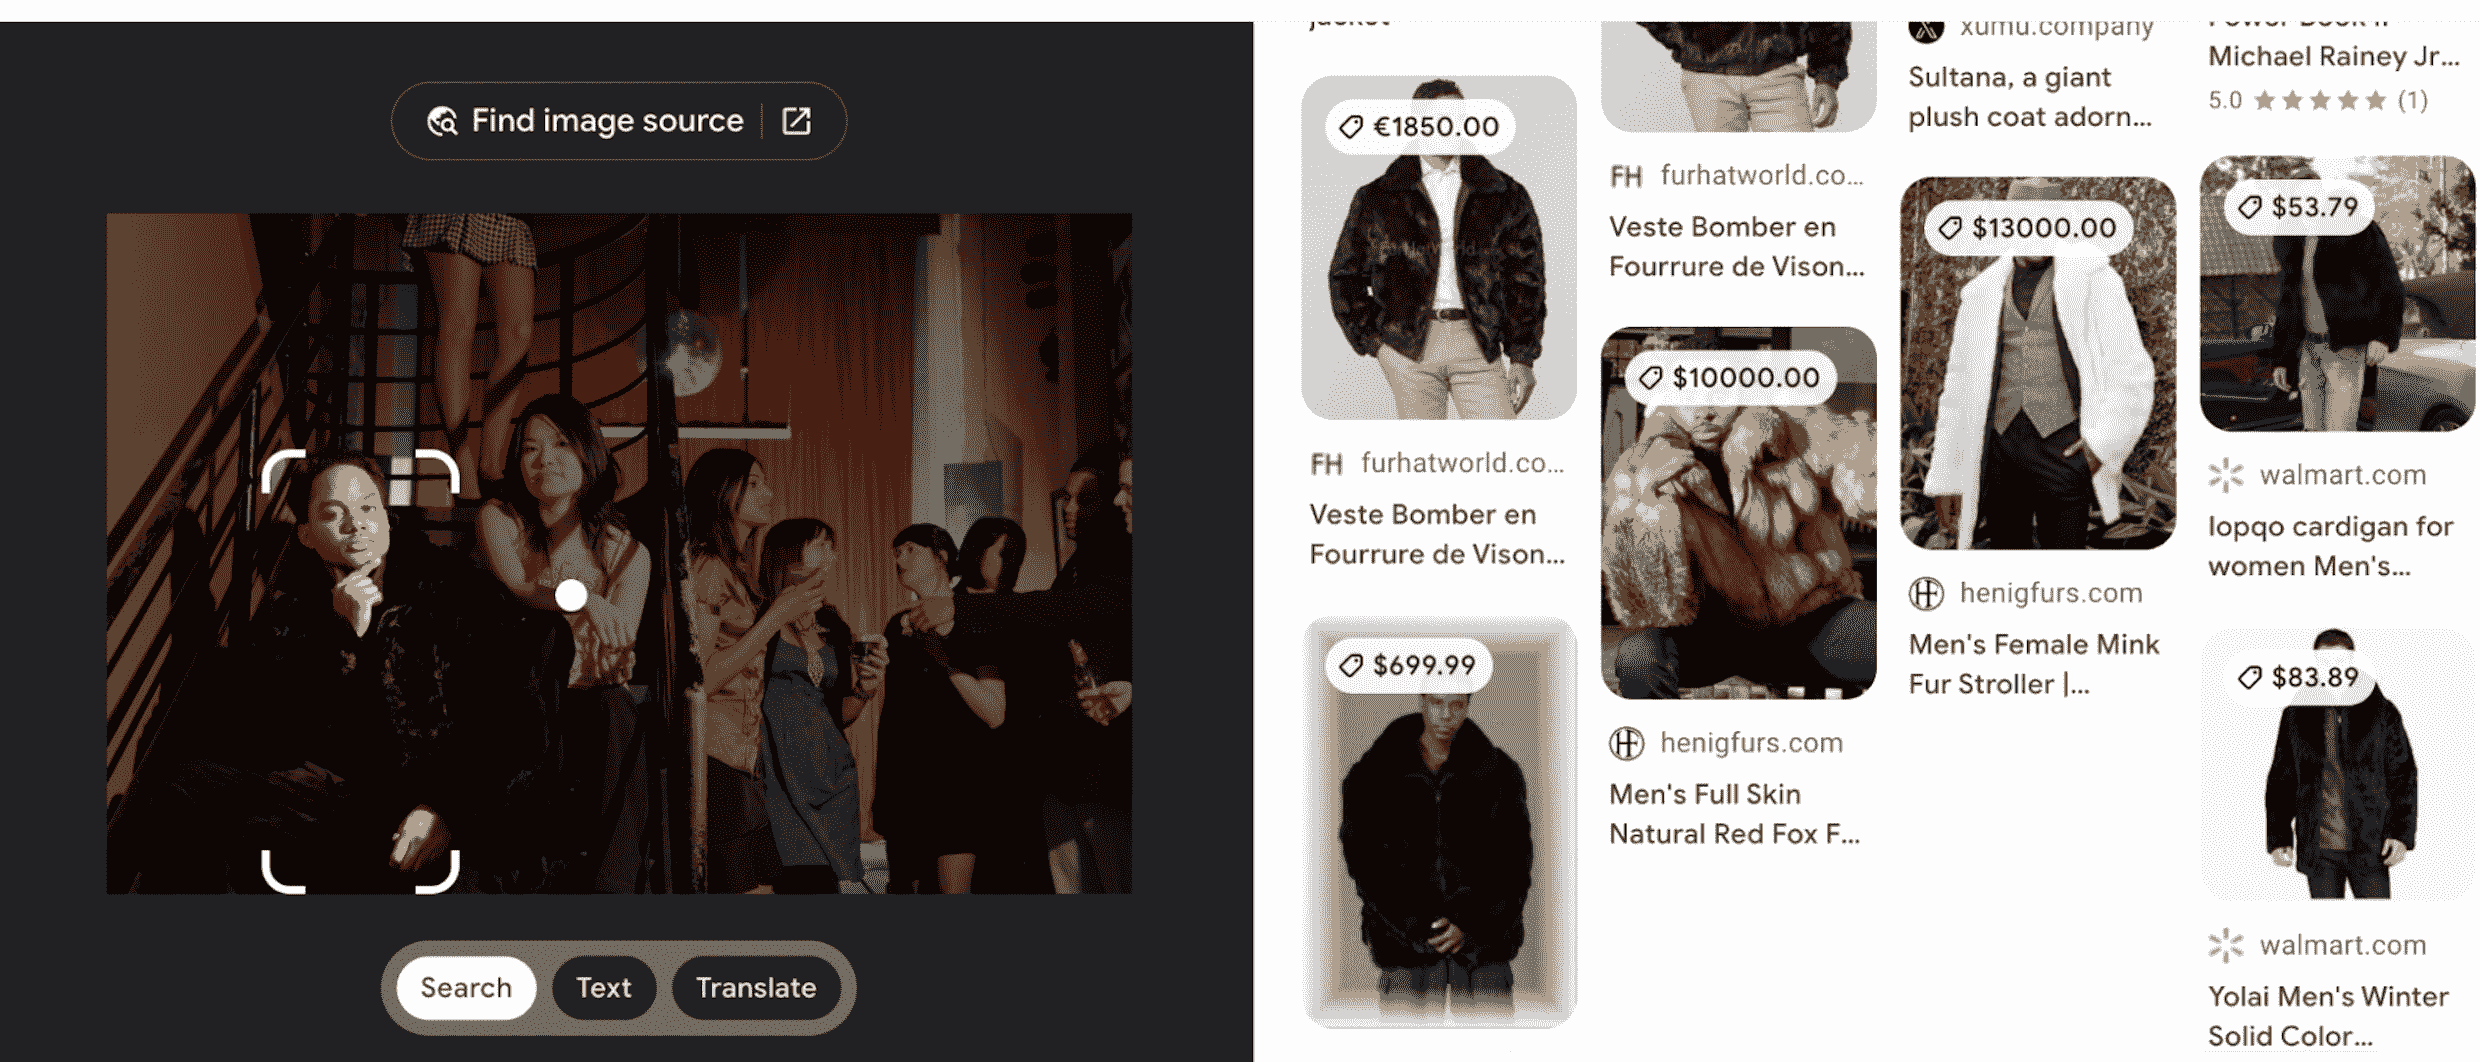 Find image source
Search
Text
Translate
jacket
€1850.00
FH furhatworld.co...
Veste Bomber en
Fourrure de Vison...
$699.99
FH furhatworld.co...
Veste Bomber en
Fourrure de Vison...
$10000.00
henigfurs.com
Men's Full Skin
Natural Red Fox F...
xumu.company
Sultana, a giant
plush coat adorn...
$13000.00
henigfurs.com
Men's Female Mink
Fur Stroller |...
Power Book II
Michael Rainey Jr...
5.0 (1)
$53.79
walmart.com
lopqo cardigan for
women Men's...
$83.89
walmart.com
Yolai Men's Winter
Solid Color...